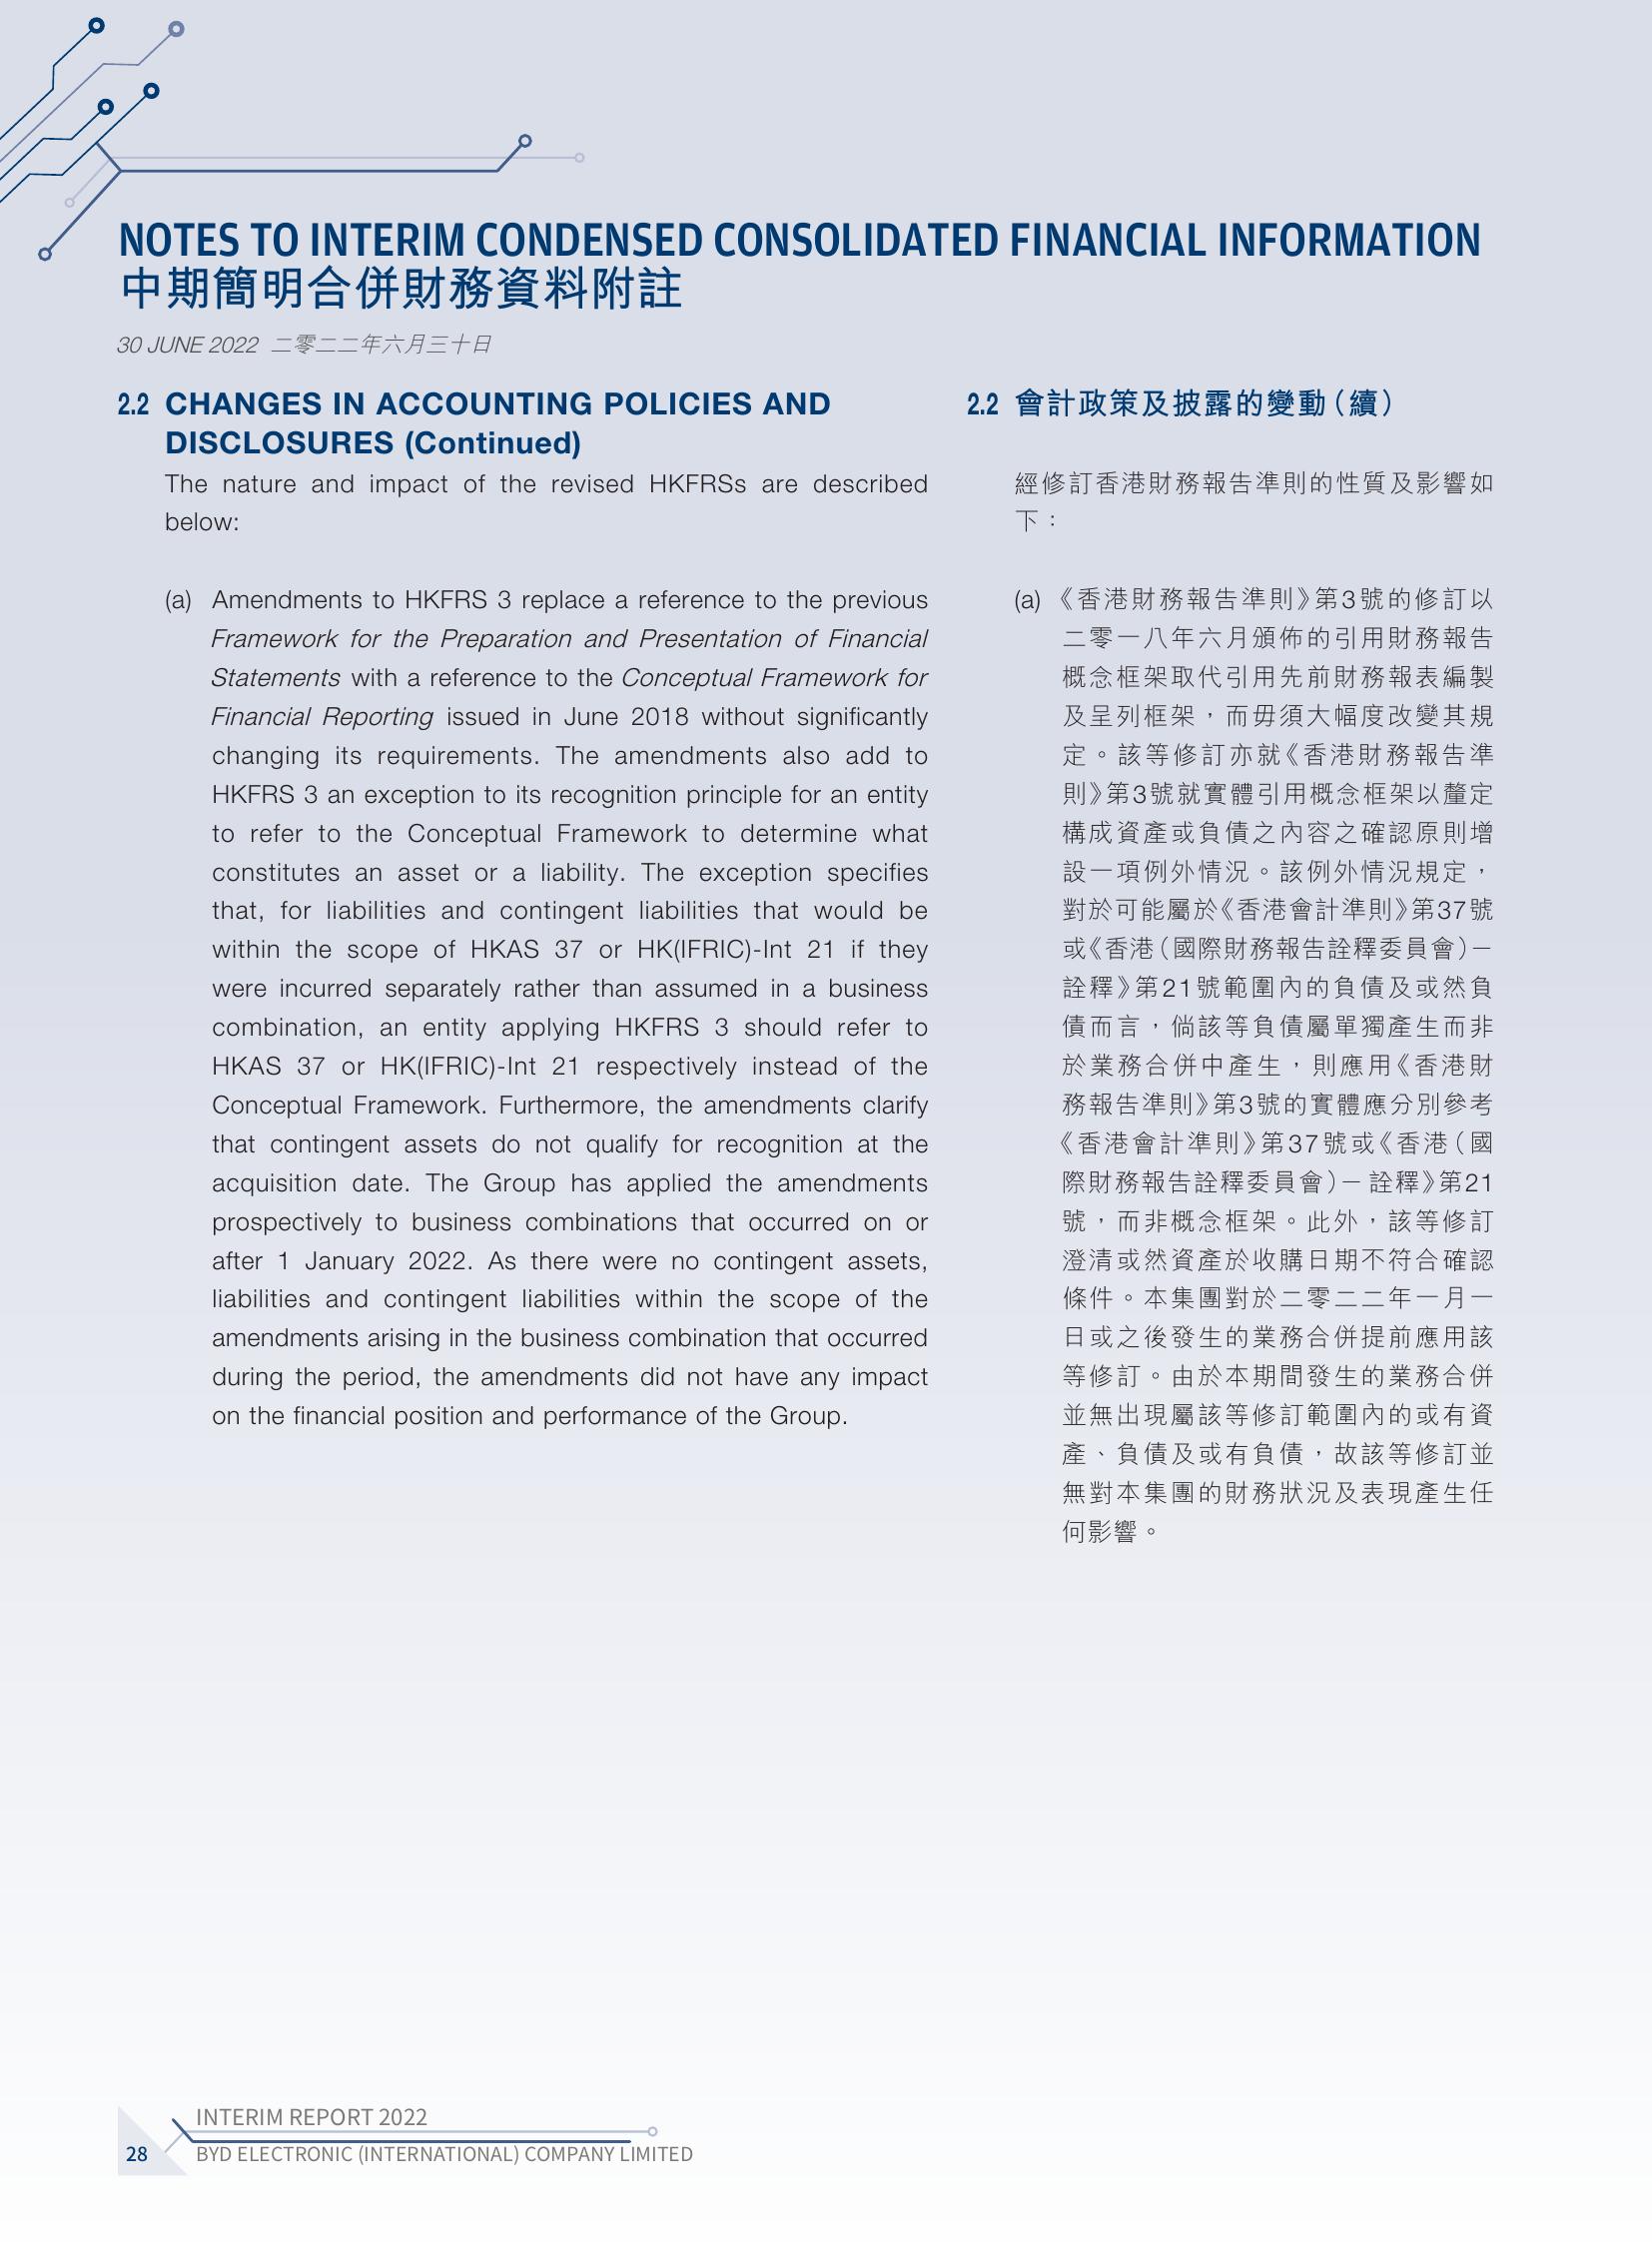 NOTES TO INTERIM CONDENSED CONSOLIDATED FINANCIAL INFORMATION
中期簡明合併財務資料附註
30 JUNE 2022 二零二二年六月三十日
2.2 CHANGES IN ACCOUNTING POLICIES AND
DISCLOSURES (Continued)
The nature and impact of the revised HKFRSs are described
below:
(a) Amendments to HKFRS 3 replace a reference to the previous
Framework for the Preparation and Presentation of Financial
Statements with a reference to the Conceptual Framework for
Financial Reporting issued in June 2018 without significantly
changing its requirements. The amendments also add to
HKFRS 3 an exception to its recognition principle for an entity
to refer to the Conceptual Framework to determine what
constitutes an asset or a liability. The exception specifies
that, for liabilities and contingent liabilities that would be
within the scope of HKAS 37 or HK(IFRIC)-Int 21 if they
were incurred separately rather than assumed in a business
combination, an entity applying HKFRS 3 should refer to
HKAS 37 or HK(IFRIC)-Int 21 respectively instead of the
Conceptual Framework. Furthermore, the amendments clarify
that contingent assets do not qualify for recognition at the
acquisition date. The Group has applied the amendments
prospectively to business combinations that occurred on or
after 1 January 2022. As there were no contingent assets,
liabilities and contingent liabilities within the scope of the
amendments arising in the business combination that occurred
during the period, the amendments did not have any impact
on the financial position and performance of the Group.
2.2 會計政策及披露的變動（續）
經修訂香港財務報告準則的性質及影響如
下：
(a) 《香港財務報告準則》第3號的修訂以
二零一八年六月頒佈的引用財務報告
概念框架取代引用先前財務報表編製
及呈列框架，而毋須大幅度改變其規
定。該等修訂亦就《香港財務報告準
則》第3號就實體引用概念框架以釐定
構成資產或負債之內容之確認原則增
設一項例外情況。該例外情況規定，
對於可能屬於《香港會計準則》第37號
或《香港（國際財務報告詮釋委員會）－
詮釋》第21號範圍內的負債及或然負
債而言，倘該等負債屬單獨產生而非
於業務合併中產生，則應用《香港財
務報告準則》第3號的實體應分別參考
《香港會計準則》第37號或《香港（國
際財務報告詮釋委員會）－ 詮釋》第21
號，而非概念框架。此外，該等修訂
澄清或然資產於收購日期不符合確認
條件。本集團對於二零二二年一月一
日或之後發生的業務合併提前應用該
等修訂。由於本期間發生的業務合併
並無出現屬該等修訂範圍內的或有資
產、負債及或有負債，故該等修訂並
無對本集團的財務狀況及表現產生任
何影響。
INTERIM REPORT 2022
28 BYD ELECTRONIC (INTERNATIONAL) COMPANY LIMITED